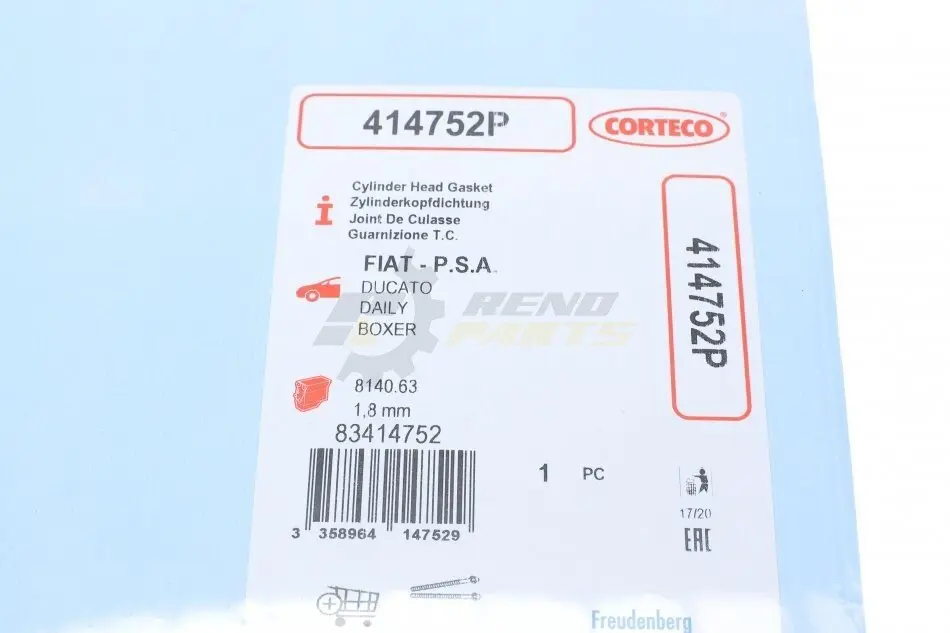 414752P
CORTECO
Cylinder Head Gasket
Zylinderkopfdichtung
Joint De Culasse
Guarnizione T.C.
414752P
FIAT - P.S.A.
DUCATO
DAILY
BOXER
RENO
PARTS
8140.63
1,8 mm
83414752
1 PC
3 358964 147529
17/20
EAC
Freudenberg